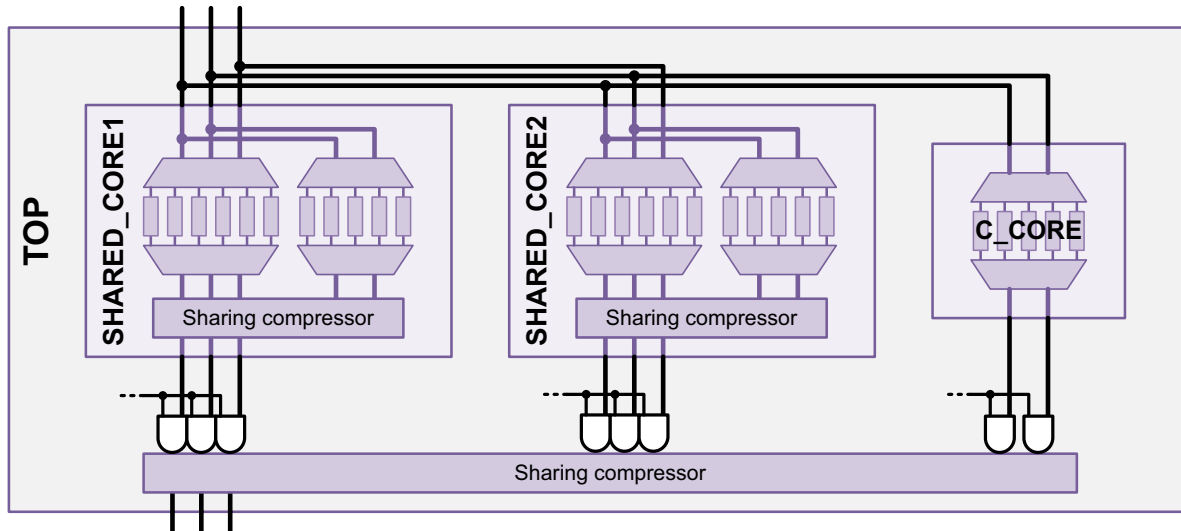 TOP
SHARED_CORE1
Sharing compressor
SHARED_CORE2
Sharing compressor
C_CORE
Sharing compressor